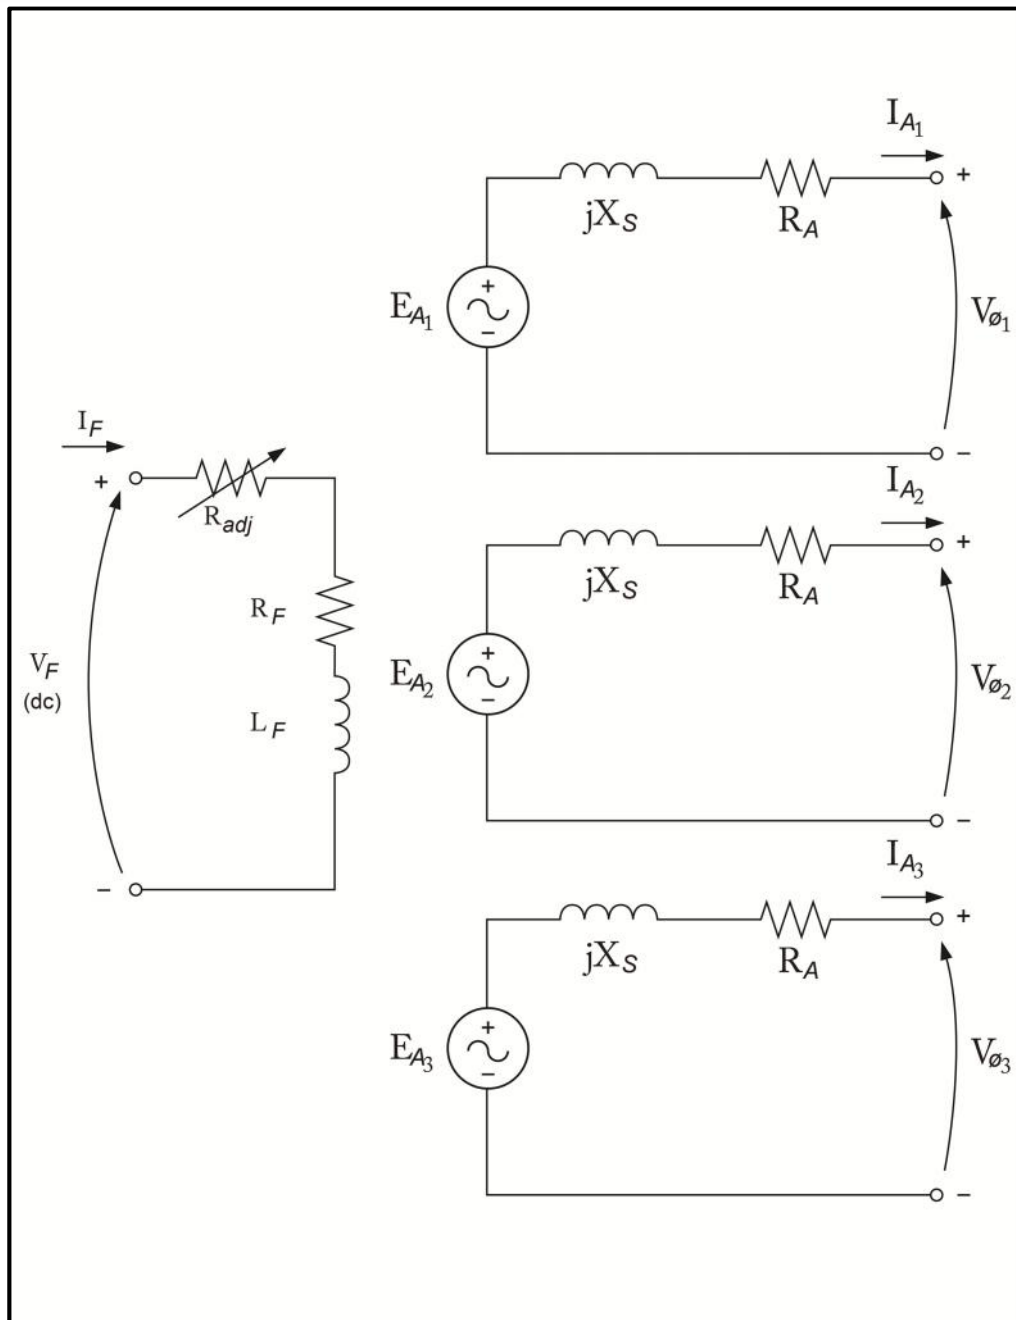 I_F
+
R_adj
R_F
V_F
(dc)
L_F
−
I_A1
+
jX_S
R_A
E_A1
+
−
V_ø1
−
I_A2
+
jX_S
R_A
E_A2
+
−
V_ø2
−
I_A3
+
jX_S
R_A
E_A3
+
−
V_ø3
−